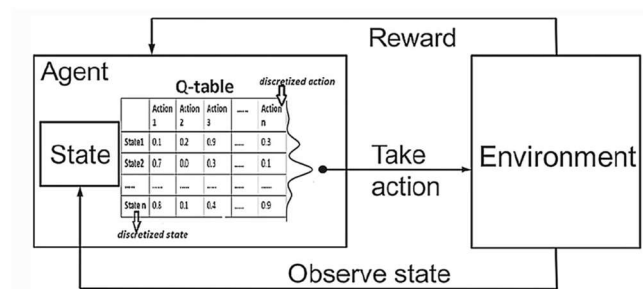 Reward
Agent
Q-table
discretized action
Action 1 Action 2 Action 3 ...... Action n
State1 0.1 0.2 0.9 ...... 0.3
State2 0.7 0.0 0.3 ...... 0.1
...... ...... ...... ...... ...... ......
State n 0.8 0.1 0.4 ...... 0.9
discretized state
State
Take
action
Environment
Observe state